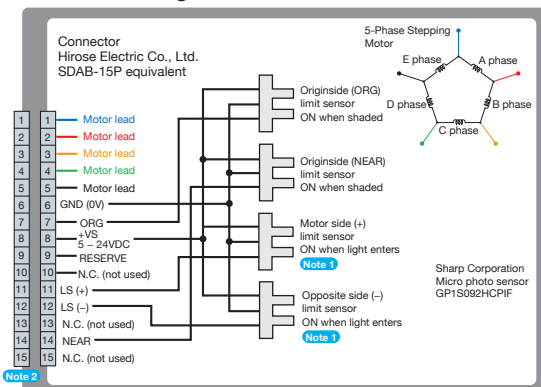 Connector
Hirose Electric Co., Ltd.
SDAB-15P equivalent
5-Phase Stepping
Motor
E phase
A phase
D phase
B phase
C phase
1 1 Motor lead
2 2 Motor lead
3 3 Motor lead
4 4 Motor lead
5 5 Motor lead
6 6 GND (0V)
7 7 ORG
8 8 +VS
5 – 24VDC
9 9 RESERVE
10 10 N.C. (not used)
11 11 LS (+)
12 12 LS (–)
13 13 N.C. (not used)
14 14 NEAR
15 15 N.C. (not used)
Note 2
Originside (ORG)
limit sensor
ON when shaded
Originside (NEAR)
limit sensor
ON when shaded
Motor side (+)
limit sensor
ON when light enters
Note 1
Opposite side (–)
limit sensor
ON when light enters
Note 1
Sharp Corporation
Micro photo sensor
GP1S092HCPIF